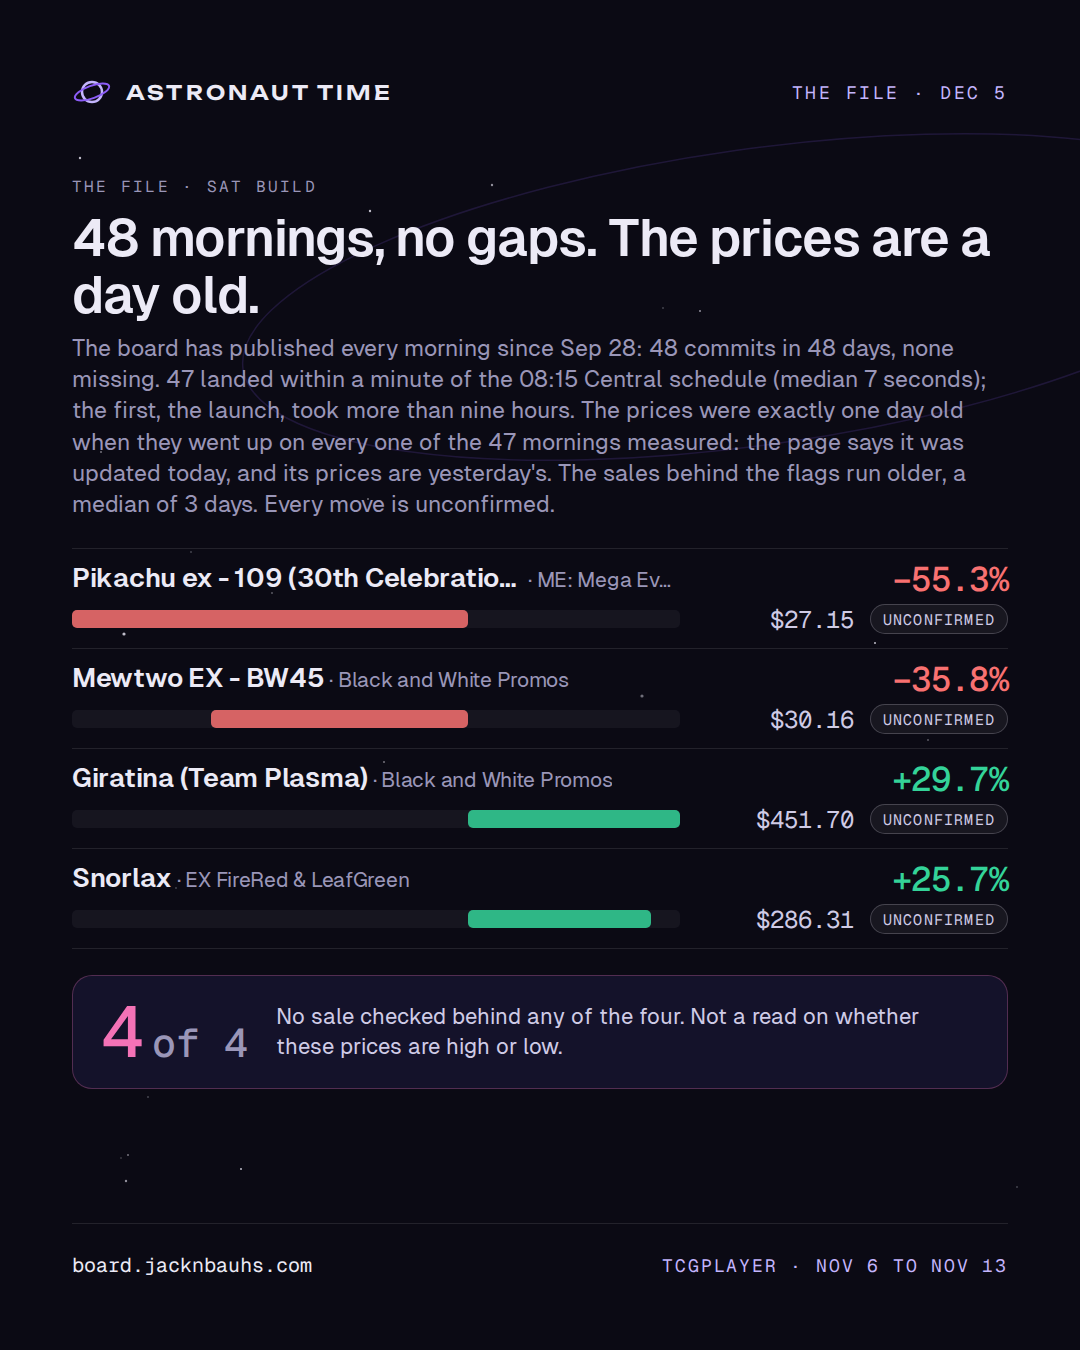 ASTRONAUT TIME
THE FILE · DEC 5
THE FILE · SAT BUILD
48 mornings, no gaps. The prices are a
day old.
The board has published every morning since Sep 28: 48 commits in 48 days, none
missing. 47 landed within a minute of the 08:15 Central schedule (median 7 seconds);
the first, the launch, took more than nine hours. The prices were exactly one day old
when they went up on every one of the 47 mornings measured: the page says it was
updated today, and its prices are yesterday's. The sales behind the flags run older, a
median of 3 days. Every move is unconfirmed.
Pikachu ex - 109 (30th Celebratio... · ME: Mega Ev...
-55.3%
$27.15 UNCONFIRMED
Mewtwo EX - BW45 · Black and White Promos
-35.8%
$30.16 UNCONFIRMED
Giratina (Team Plasma) · Black and White Promos
+29.7%
$451.70 UNCONFIRMED
Snorlax · EX FireRed & LeafGreen
+25.7%
$286.31 UNCONFIRMED
4 of 4
No sale checked behind any of the four. Not a read on whether
these prices are high or low.
board.jacknbauhs.com
TCGPLAYER · NOV 6 TO NOV 13